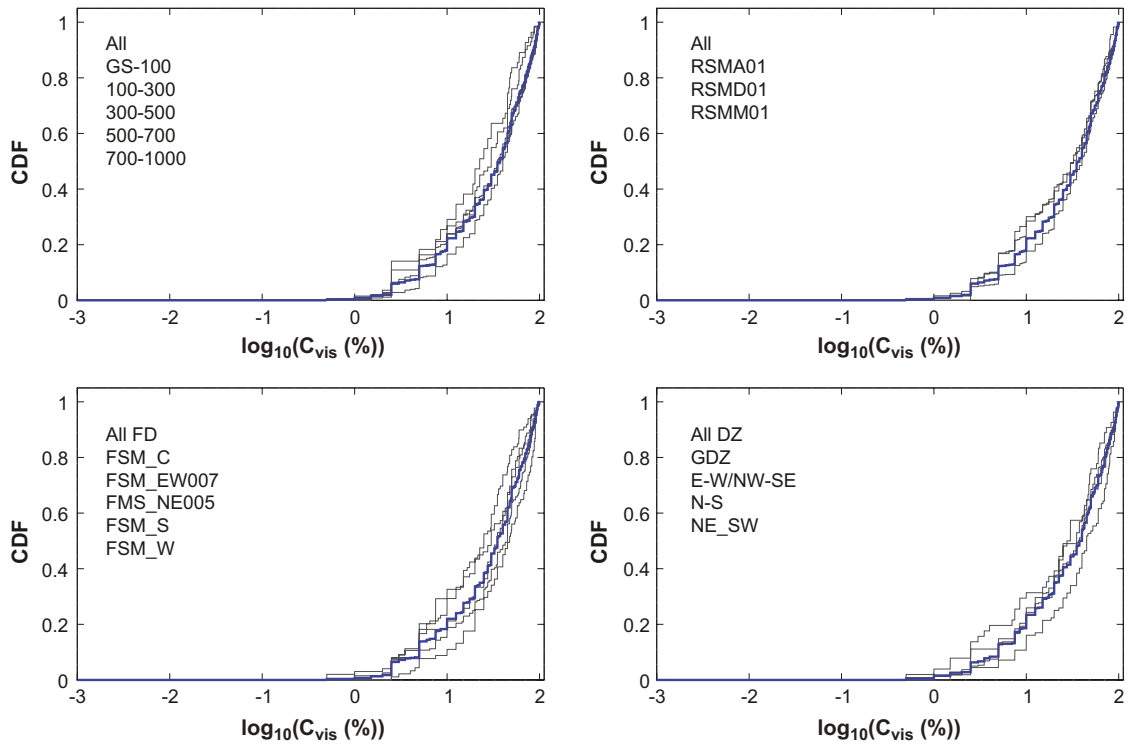 1
0.8
0.6
0.4
0.2
0
CDF
All
GS-100
100-300
300-500
500-700
700-1000
-3 -2 -1 0 1 2
log10(Cvis (%))
1
0.8
0.6
0.4
0.2
0
CDF
All
RSMA01
RSMD01
RSMM01
-3 -2 -1 0 1 2
log10(Cvis (%))
1
0.8
0.6
0.4
0.2
0
CDF
All FD
FSM_C
FSM_EW007
FMS_NE005
FSM_S
FSM_W
-3 -2 -1 0 1 2
log10(Cvis (%))
1
0.8
0.6
0.4
0.2
0
CDF
All DZ
GDZ
E-W/NW-SE
N-S
NE_SW
-3 -2 -1 0 1 2
log10(Cvis (%))